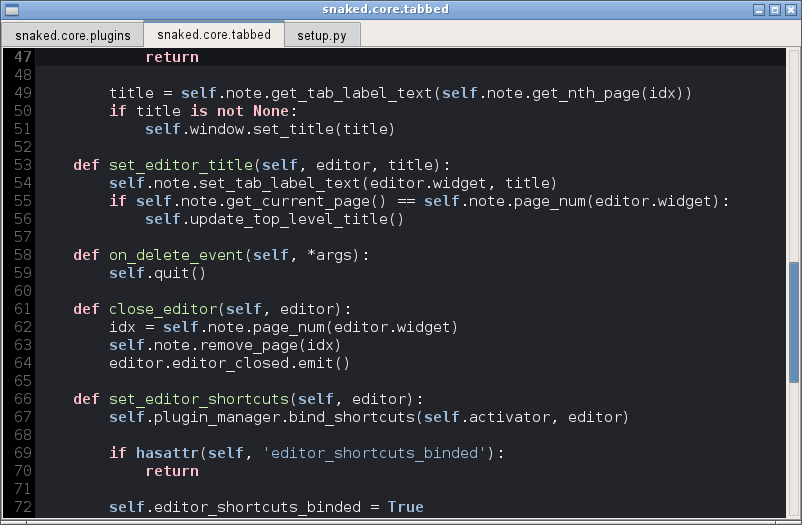 snaked.core.tabbed
snaked.core.plugins snaked.core.tabbed setup.py
47             return
48
49         title = self.note.get_tab_label_text(self.note.get_nth_page(idx))
50         if title is not None:
51             self.window.set_title(title)
52
53     def set_editor_title(self, editor, title):
54         self.note.set_tab_label_text(editor.widget, title)
55         if self.note.get_current_page() == self.note.page_num(editor.widget):
56             self.update_top_level_title()
57
58     def on_delete_event(self, *args):
59         self.quit()
60
61     def close_editor(self, editor):
62         idx = self.note.page_num(editor.widget)
63         self.note.remove_page(idx)
64         editor.editor_closed.emit()
65
66     def set_editor_shortcuts(self, editor):
67         self.plugin_manager.bind_shortcuts(self.activator, editor)
68
69         if hasattr(self, 'editor_shortcuts_binded'):
70             return
71
72         self.editor_shortcuts_binded = True